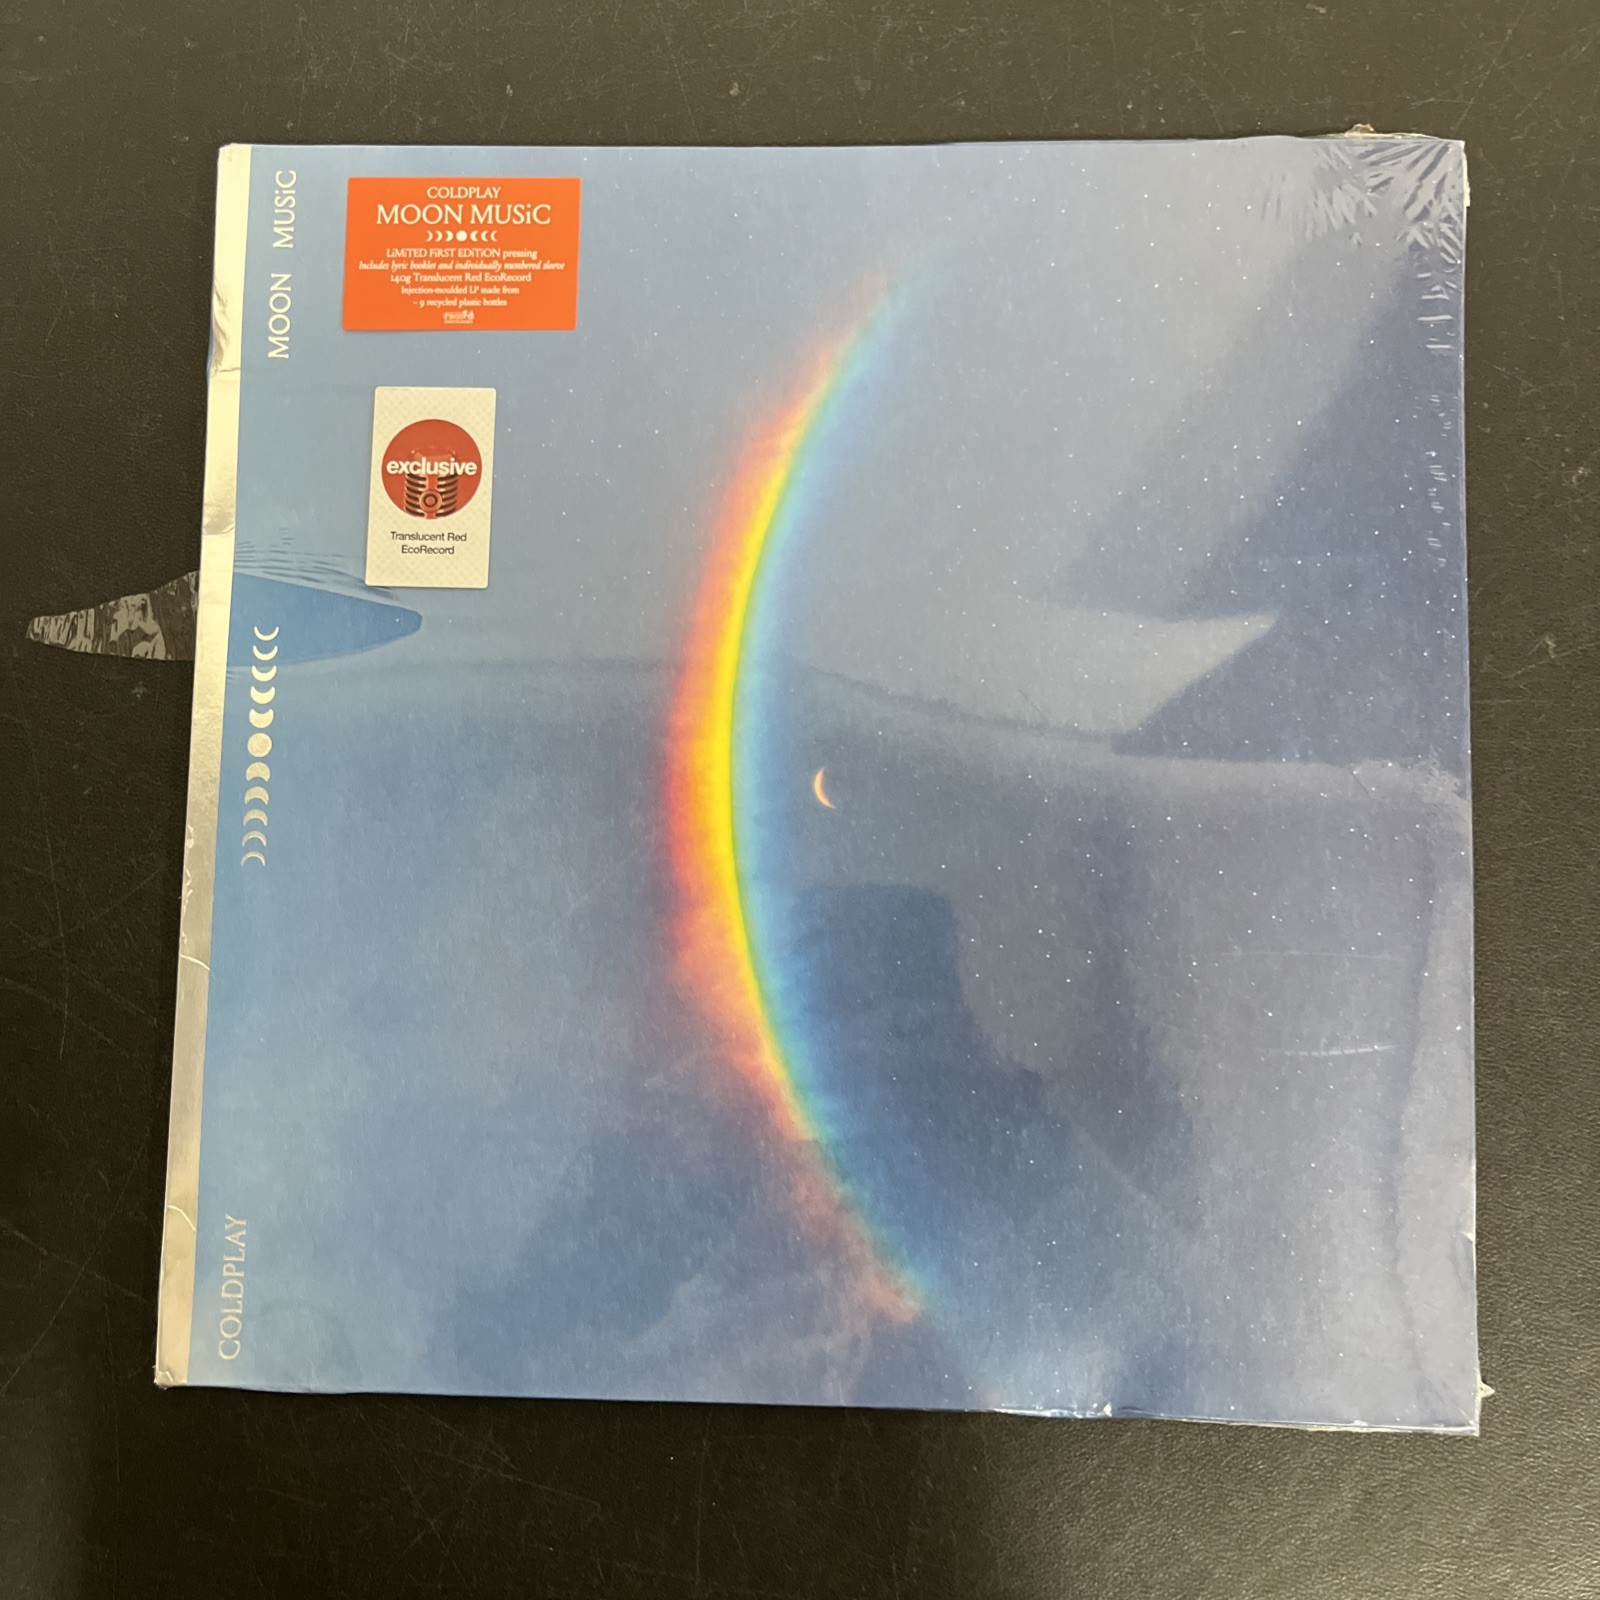 MOON MUSiC
COLDPLAY
COLDPLAY
MOON MUSiC
LiMiTED FiRST EDiTiON pressing
Includes lyric booklet and individually numbered sleeve
140g Translucent Red EcoRecord
Injection-moulded LP made from
~ 9 recycled plastic bottles
exclusive
Translucent Red
EcoRecord